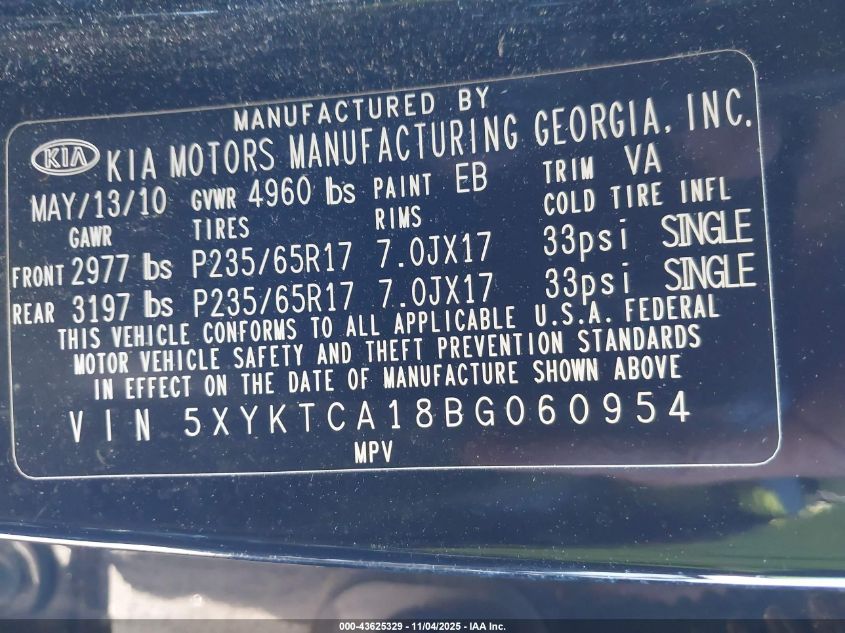 MANUFACTURED BY
KIA KIA MOTORS MANUFACTURING GEORGIA, INC.
MAY/13/10 GVWR 4960 lbs PAINT EB TRIM VA
GAWR TIRES RIMS COLD TIRE INFL
FRONT 2977 lbs P235/65R17 7.0JX17 33psi SINGLE
REAR 3197 lbs P235/65R17 7.0JX17 33psi SINGLE
THIS VEHICLE CONFORMS TO ALL APPLICABLE U.S.A. FEDERAL
MOTOR VEHICLE SAFETY AND THEFT PREVENTION STANDARDS
IN EFFECT ON THE DATE OF MANUFACTURE SHOWN ABOVE
VIN 5XYKTCA18BG060954
MPV
000-43625329 - 11/04/2025 - IAA Inc.